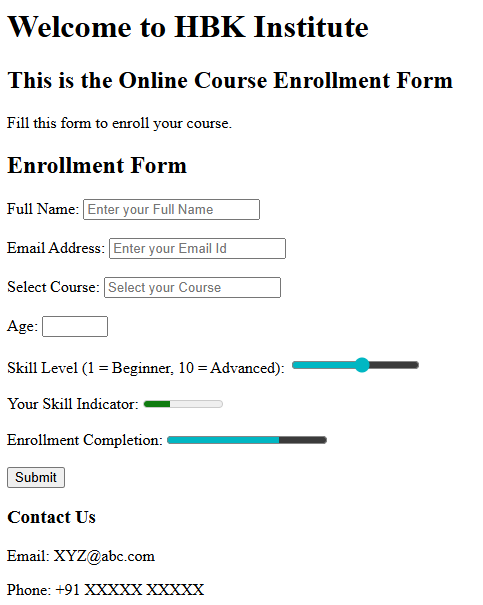 Welcome to HBK Institute
This is the Online Course Enrollment Form
Fill this form to enroll your course.
Enrollment Form
Full Name: Enter your Full Name
Email Address: Enter your Email Id
Select Course: Select your Course
Age:
Skill Level (1 = Beginner, 10 = Advanced):
Your Skill Indicator:
Enrollment Completion:
Submit
Contact Us
Email: XYZ@abc.com
Phone: +91 XXXXX XXXXX